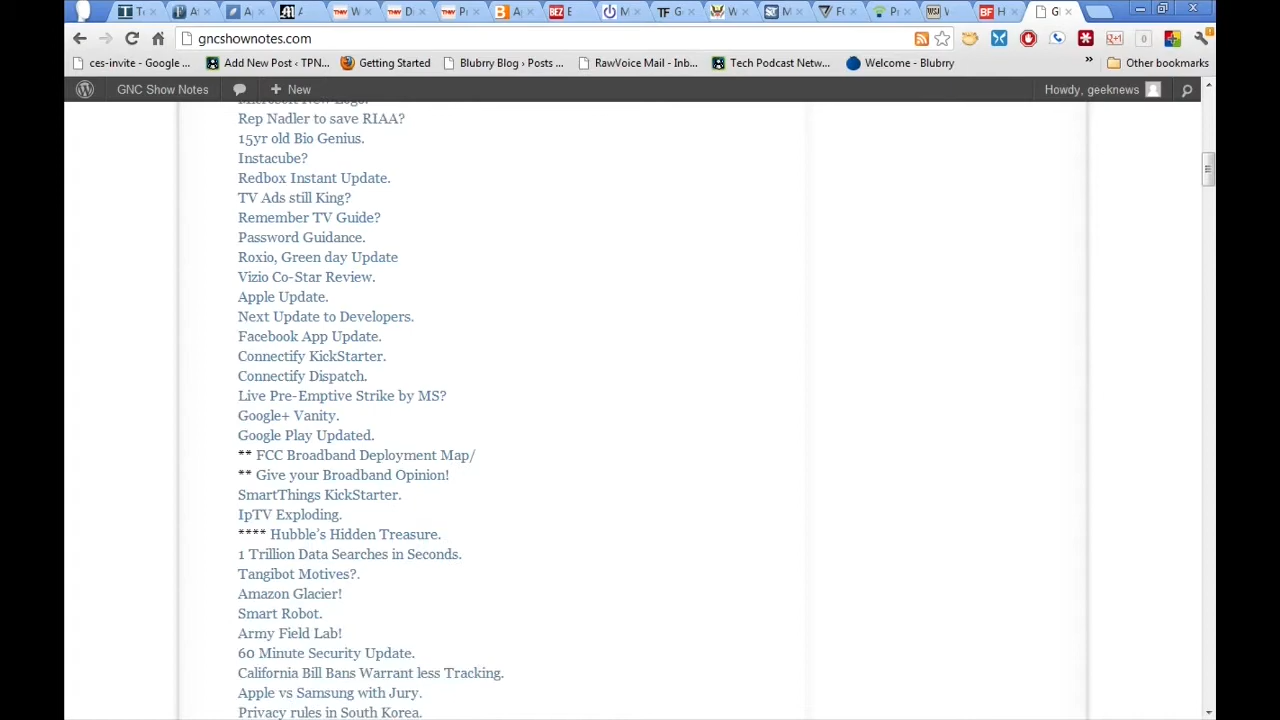 gncshownotes.com
ces-invite - Google ...
Add New Post ‹ TPN...
Getting Started
Blubrry Blog › Posts ...
RawVoice Mail - Inb...
Tech Podcast Netw...
Welcome - Blubrry
»
Other bookmarks
GNC Show Notes
+ New
Howdy, geeknews
Microsoft New Logo.
Rep Nadler to save RIAA?
15yr old Bio Genius.
Instacube?
Redbox Instant Update.
TV Ads still King?
Remember TV Guide?
Password Guidance.
Roxio, Green day Update
Vizio Co-Star Review.
Apple Update.
Next Update to Developers.
Facebook App Update.
Connectify KickStarter.
Connectify Dispatch.
Live Pre-Emptive Strike by MS?
Google+ Vanity.
Google Play Updated.
** FCC Broadband Deployment Map/
** Give your Broadband Opinion!
SmartThings KickStarter.
IpTV Exploding.
**** Hubble's Hidden Treasure.
1 Trillion Data Searches in Seconds.
Tangibot Motives?.
Amazon Glacier!
Smart Robot.
Army Field Lab!
60 Minute Security Update.
California Bill Bans Warrant less Tracking.
Apple vs Samsung with Jury.
Privacy rules in South Korea.